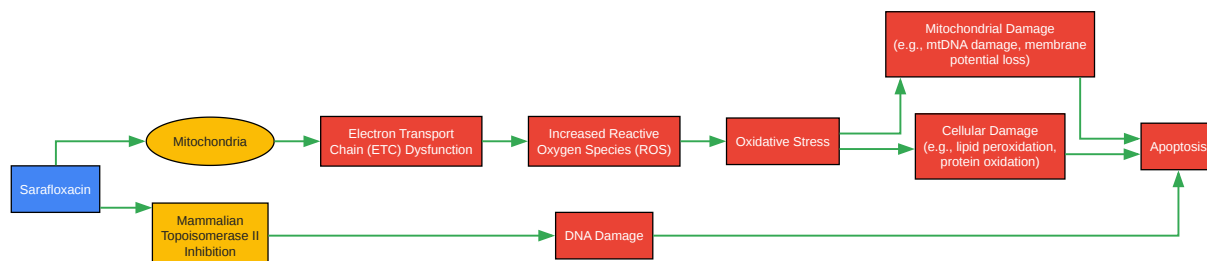 Mitochondrial Damage
(e.g., mtDNA damage, membrane
potential loss)
Mitochondria
Electron Transport
Chain (ETC) Dysfunction
Increased Reactive
Oxygen Species (ROS)
Oxidative Stress
Cellular Damage
(e.g., lipid peroxidation,
protein oxidation)
Apoptosis
Sarafloxacin
Mammalian
Topoisomerase II
Inhibition
DNA Damage